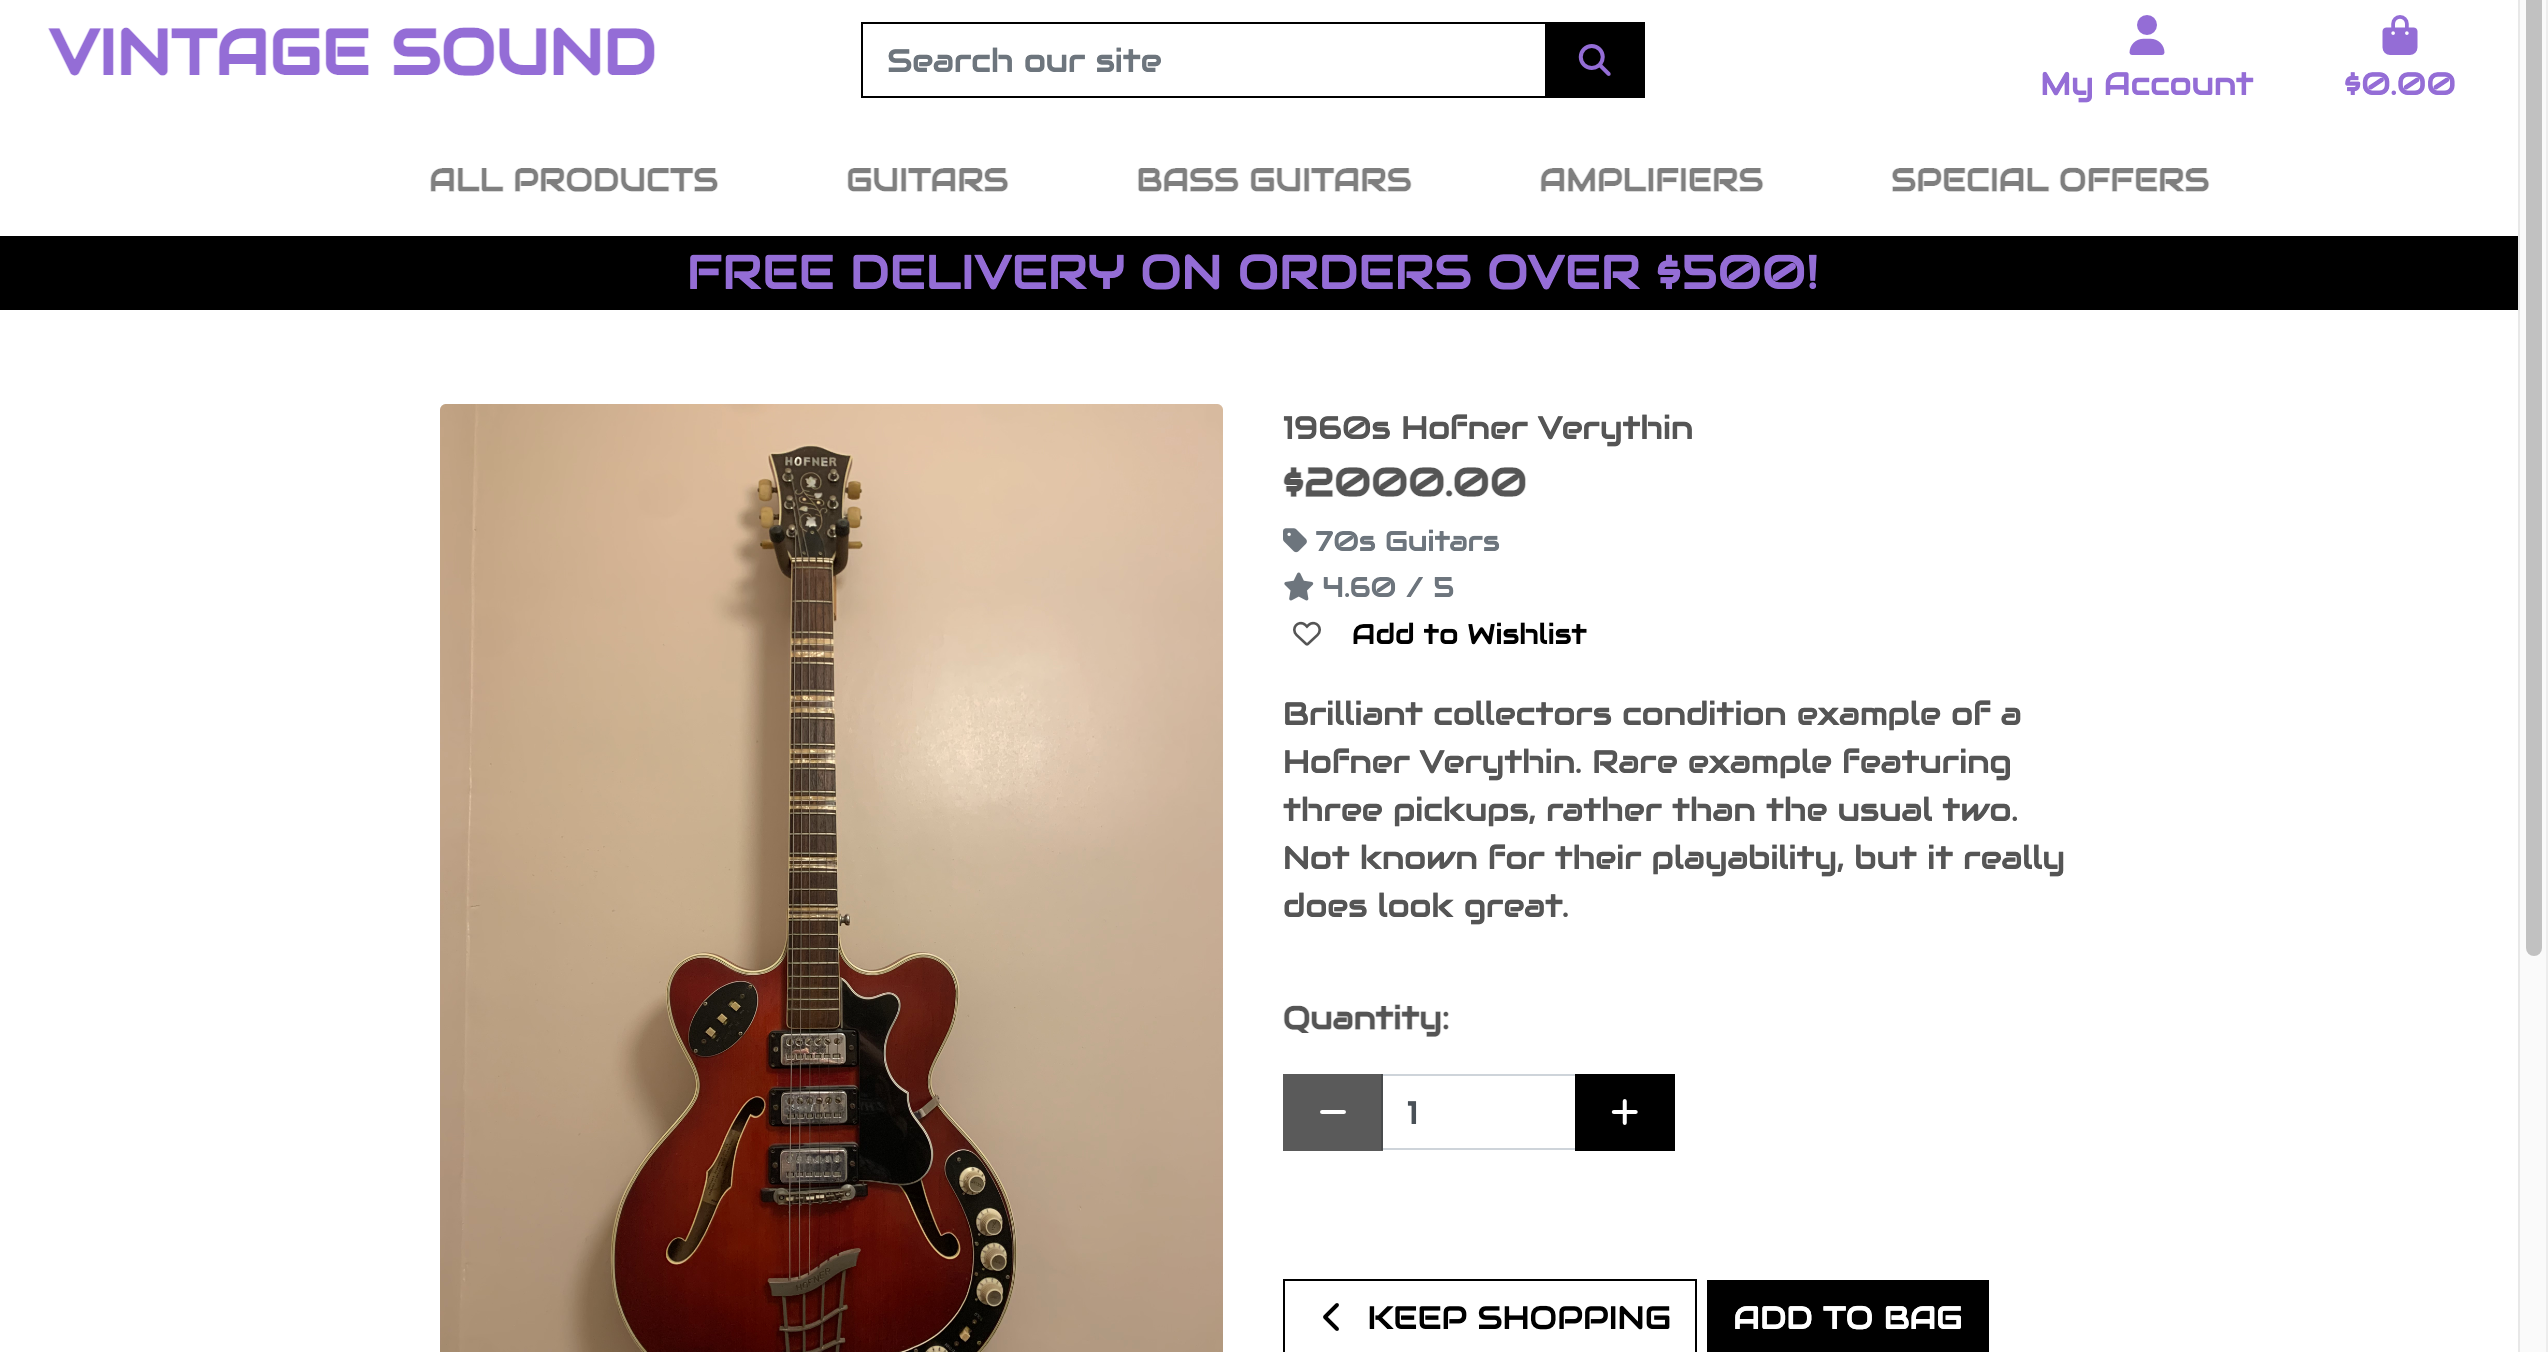 VINTAGE SOUND
Search our site
My Account
$0.00
ALL PRODUCTS
GUITARS
BASS GUITARS
AMPLIFIERS
SPECIAL OFFERS
FREE DELIVERY ON ORDERS OVER $500!
HOFNER
1960s Hofner Verythin
$2000.00
70s Guitars
4.60 / 5
Add to Wishlist
Brilliant collectors condition example of a
Hofner Verythin. Rare example featuring
three pickups, rather than the usual two.
Not known for their playability, but it really
does look great.
Quantity:
1
HOFNER
KEEP SHOPPING
ADD TO BAG